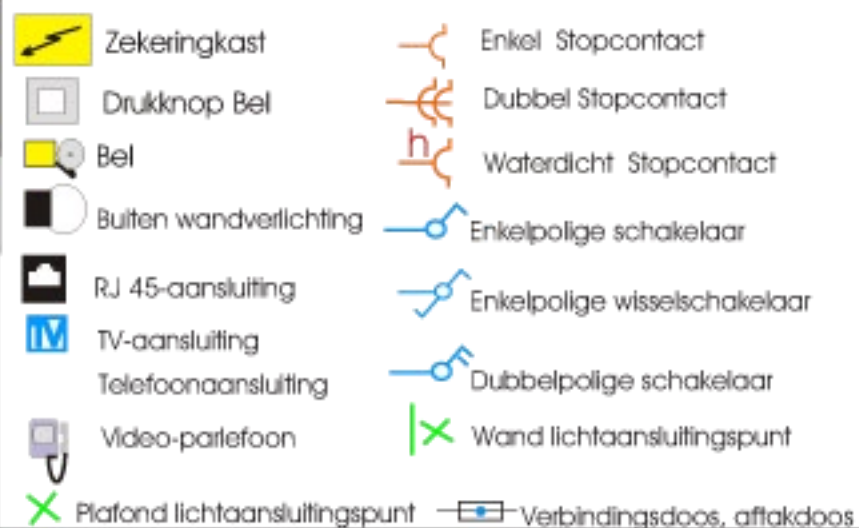 Zekeringkast
Drukknop Bel
Bel
Buiten wandverlichting
RJ 45-aansluiting
TV
TV-aansluiting
Telefoonaansluiting
Video-parlefoon
Plafond lichtaansluitingspunt
Enkel Stopcontact
Dubbel Stopcontact
h
Waterdicht Stopcontact
Enkelpolige schakelaar
Enkelpolige wisselschakelaar
Dubbelpolige schakelaar
Wand lichtaansluitingspunt
Verbindingsdoos, aftakdoos